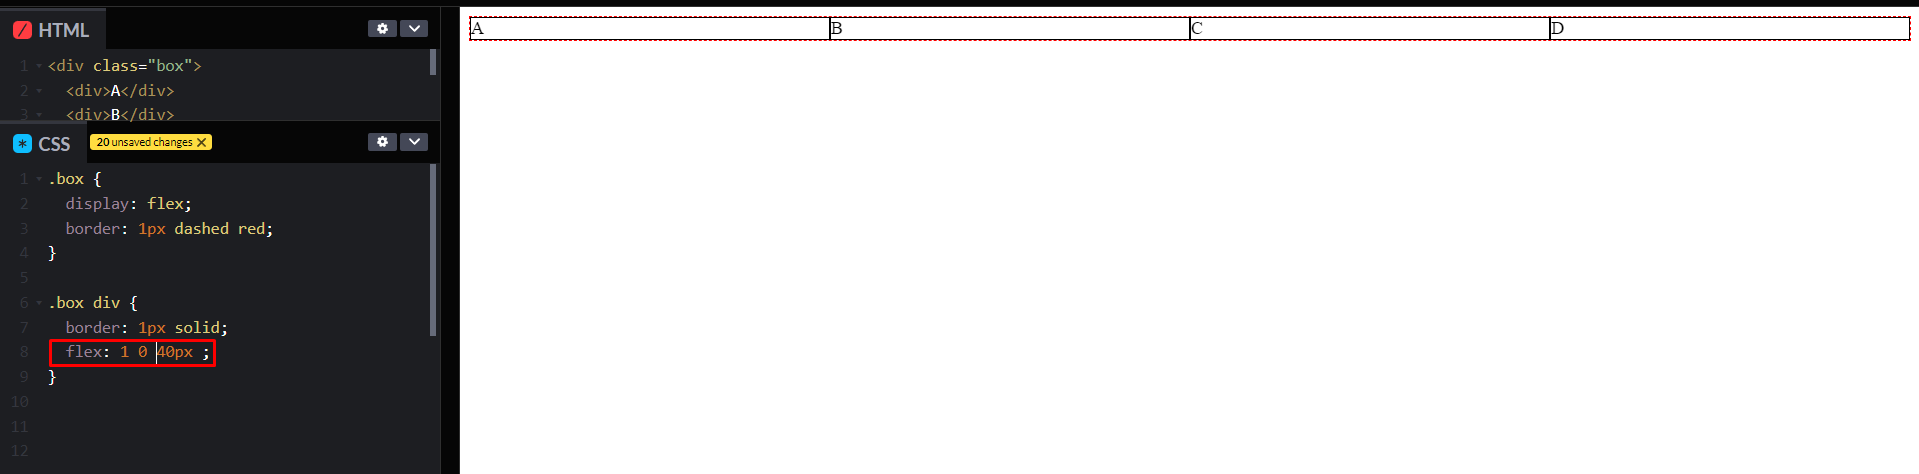 HTML
1 <div class="box">
2 <div>A</div>
3 <div>B</div>
CSS 20 unsaved changes
1 .box {
2 display: flex;
3 border: 1px dashed red;
4 }
5
6 .box div {
7 border: 1px solid;
8 flex: 1 0 40px ;
9 }
10
11
12
A B C D